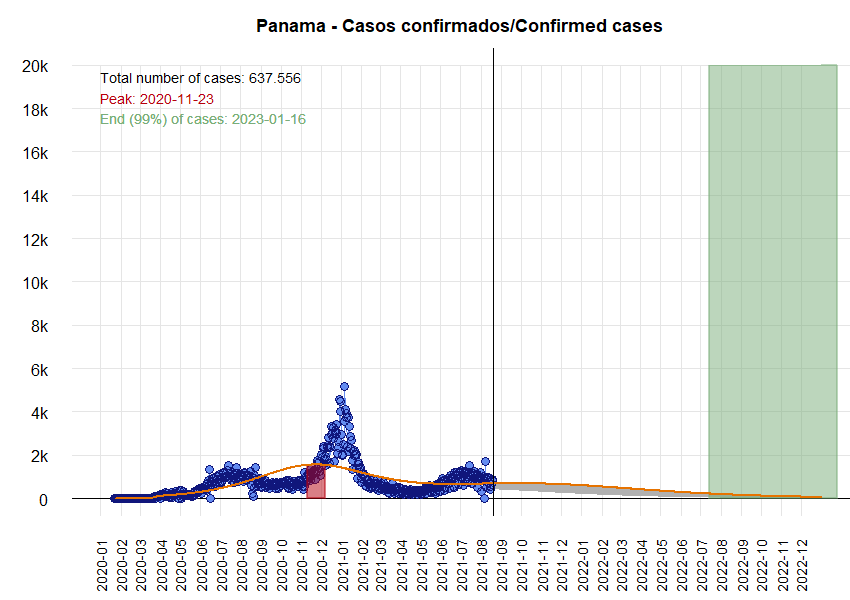 Panama - Casos confirmados/Confirmed cases
20k
18k
16k
14k
12k
10k
8k
6k
4k
2k
0
Total number of cases: 637.556
Peak: 2020-11-23
End (99%) of cases: 2023-01-16
2020-01
2020-02
2020-03
2020-04
2020-05
2020-06
2020-07
2020-08
2020-09
2020-10
2020-11
2020-12
2021-01
2021-02
2021-03
2021-04
2021-05
2021-06
2021-07
2021-08
2021-09
2021-10
2021-11
2021-12
2022-01
2022-02
2022-03
2022-04
2022-05
2022-06
2022-07
2022-08
2022-09
2022-10
2022-11
2022-12